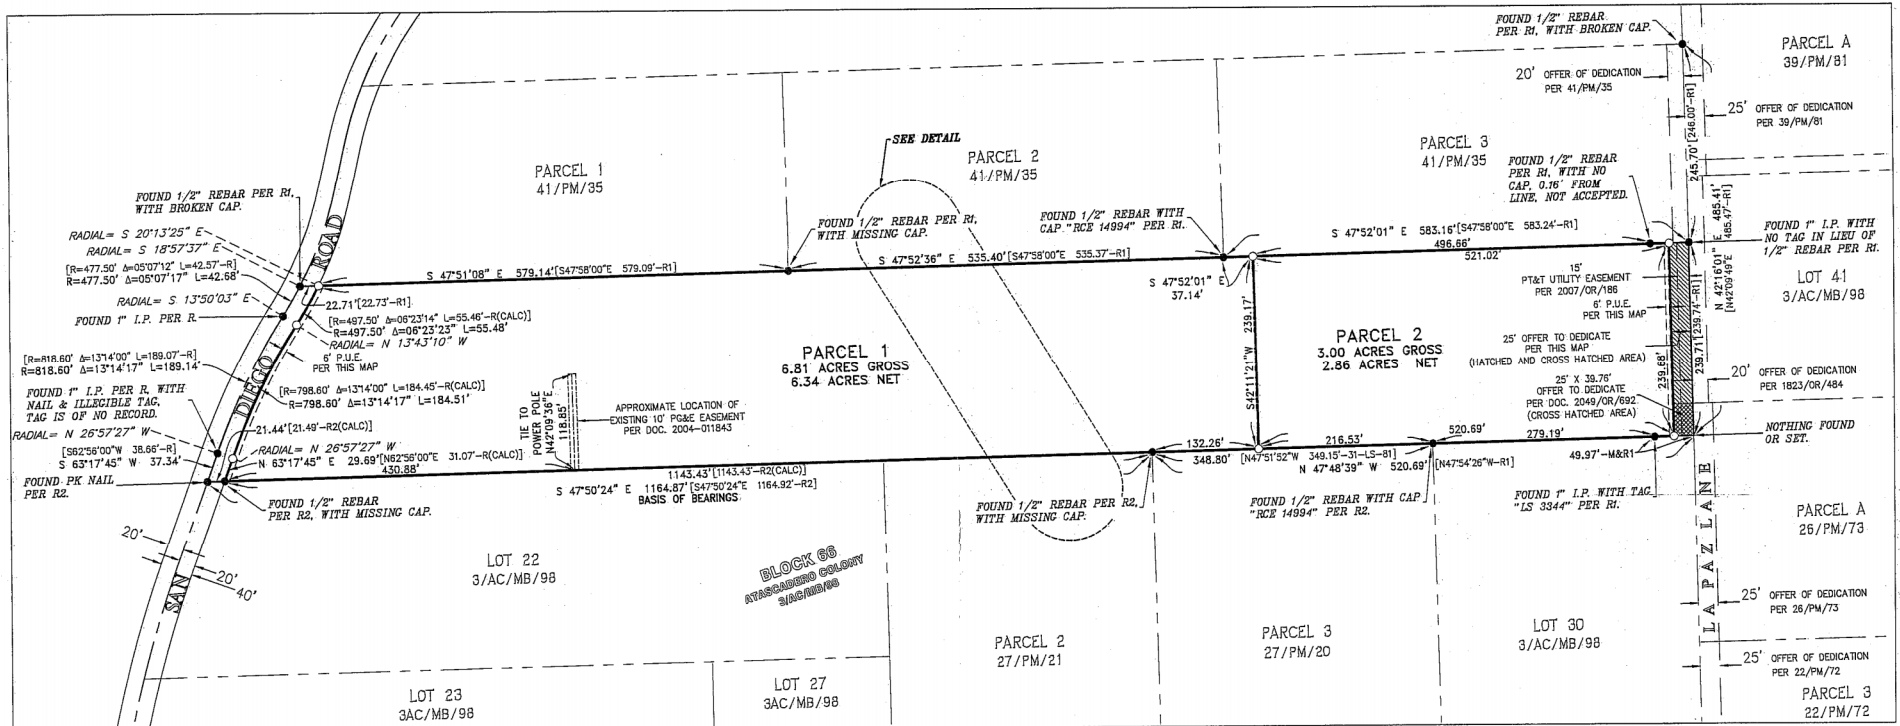 FOUND 1/2" REBAR
PER R1, WITH BROKEN CAP.
PARCEL A
39/PM/81
20' OFFER OF DEDICATION
PER 41/PM/35
25' OFFER OF DEDICATION
PER 39/PM/81
245.70' [246.00'-R1]
SEE DETAIL
PARCEL 1
41/PM/35
PARCEL 2
41/PM/35
PARCEL 3
41/PM/35
FOUND 1/2" REBAR
PER R1, WITH NO
CAP, 0.16' FROM
LINE, NOT ACCEPTED.
N 42°16'01" E 485.41'
[N42°09'49"E 485.47'-R1]
FOUND 1" I.P. WITH
NO TAG IN LIEU OF
1/2" REBAR PER R1.
FOUND 1/2" REBAR PER R1,
WITH BROKEN CAP.
RADIAL= S 20°13'25" E
RADIAL= S 18°57'37" E
[R=477.50' Δ=05°07'12" L=42.57'-R]
R=477.50' Δ=05°07'17" L=42.68'
RADIAL= S 13°50'03" E
FOUND 1" I.P. PER R.
SAN DIEGO ROAD
FOUND 1/2" REBAR PER R1,
WITH MISSING CAP.
FOUND 1/2" REBAR WITH
CAP "RCE 14994" PER R1.
S 47°51'08" E 579.14'[S47°58'00"E 579.09'-R1]
S 47°52'36" E 535.40'[S47°58'00"E 535.37'-R1]
S 47°52'01" E 583.16'[S47°58'00"E 583.24'-R1]
496.66'
521.02'
S 47°52'01" E
37.14'
22.71'[22.73'-R1]
[R=497.50' Δ=06°23'14" L=55.46'-R(CALC)]
R=497.50' Δ=06°23'23" L=55.48'
RADIAL= N 13°43'10" W
6' P.U.E.
PER THIS MAP
[R=818.60' Δ=13°14'00" L=189.07'-R]
R=818.60' Δ=13°14'17" L=189.14'
[R=798.60' Δ=13°14'00" L=184.45'-R(CALC)]
R=798.60' Δ=13°14'17" L=184.51'
FOUND 1" I.P. PER R, WITH
NAIL & ILLEGIBLE TAG,
TAG IS OF NO RECORD.
RADIAL= N 26°57'27" W
[S62°56'00"W 38.66'-R]
S 63°17'45" W 37.34'
FOUND PK NAIL
PER R2.
21.44'[21.49'-R2(CALC)]
RADIAL= N 26°57'27" W
N 63°17'45" E 29.69'[N62°56'00"E 31.07'-R(CALC)]
430.88'
FOUND 1/2" REBAR
PER R2, WITH MISSING CAP.
TIE TO
POWER POLE
N42°09'36"E
118.85'
APPROXIMATE LOCATION OF
EXISTING 10' PG&E EASEMENT
PER DOC. 2004-011843
PARCEL 1
6.81 ACRES GROSS
6.34 ACRES NET
S42°11'21"W 239.17'
PARCEL 2
3.00 ACRES GROSS
2.86 ACRES NET
15'
PT&T UTILITY EASEMENT
PER 2007/OR/186
6' P.U.E.
PER THIS MAP
25' OFFER TO DEDICATE
PER THIS MAP
(HATCHED AND CROSS HATCHED AREA)
25' X 39.76'
OFFER TO DEDICATE
PER DOC. 2049/OR/692
(CROSS HATCHED AREA)
239.68'
239.71' [239.74'-R1]
LOT 41
3/AC/MB/98
20' OFFER OF DEDICATION
PER 1823/OR/484
NOTHING FOUND
OR SET.
1143.43'[1143.43'-R2(CALC)]
S 47°50'24" E 1164.87'[S47°50'24"E 1164.92'-R2]
BASIS OF BEARINGS
132.26'
348.80'
216.53'
[N47°51'52"W 349.15'-31-LS-81]
N 47°48'39" W 520.69'[N47°54'26"W-R1]
520.69'
279.19'
49.97'-M&R1
FOUND 1/2" REBAR PER R2,
WITH MISSING CAP.
FOUND 1/2" REBAR WITH CAP
"RCE 14994" PER R2.
FOUND 1" I.P. WITH TAG
"LS 3344" PER R1.
LA PAZ LANE
PARCEL A
26/PM/73
20'
20'
40'
LOT 22
3/AC/MB/98
BLOCK 66
ATASCADERO COLONY
3/AC/MB/98
PARCEL 2
27/PM/21
PARCEL 3
27/PM/20
LOT 30
3/AC/MB/98
25' OFFER OF DEDICATION
PER 26/PM/73
25' OFFER OF DEDICATION
PER 22/PM/72
LOT 23
3AC/MB/98
LOT 27
3AC/MB/98
PARCEL 3
22/PM/72